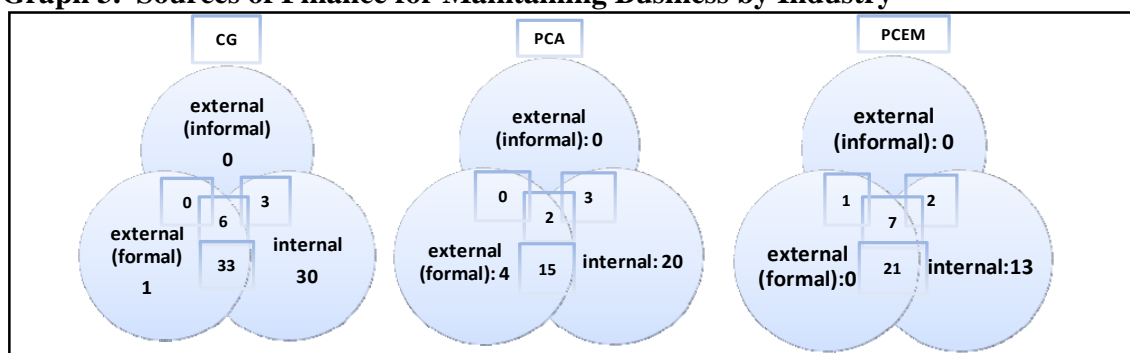 Graph 5. Sources of Finance for Maintaining Business by Industry
CG
external
(informal)
0
0
6
3
external
(formal)
1
33
internal
30
PCA
external
(informal): 0
0
2
3
external
(formal): 4
15
internal: 20
PCEM
external
(informal): 0
1
7
2
external
(formal):0
21
internal:13